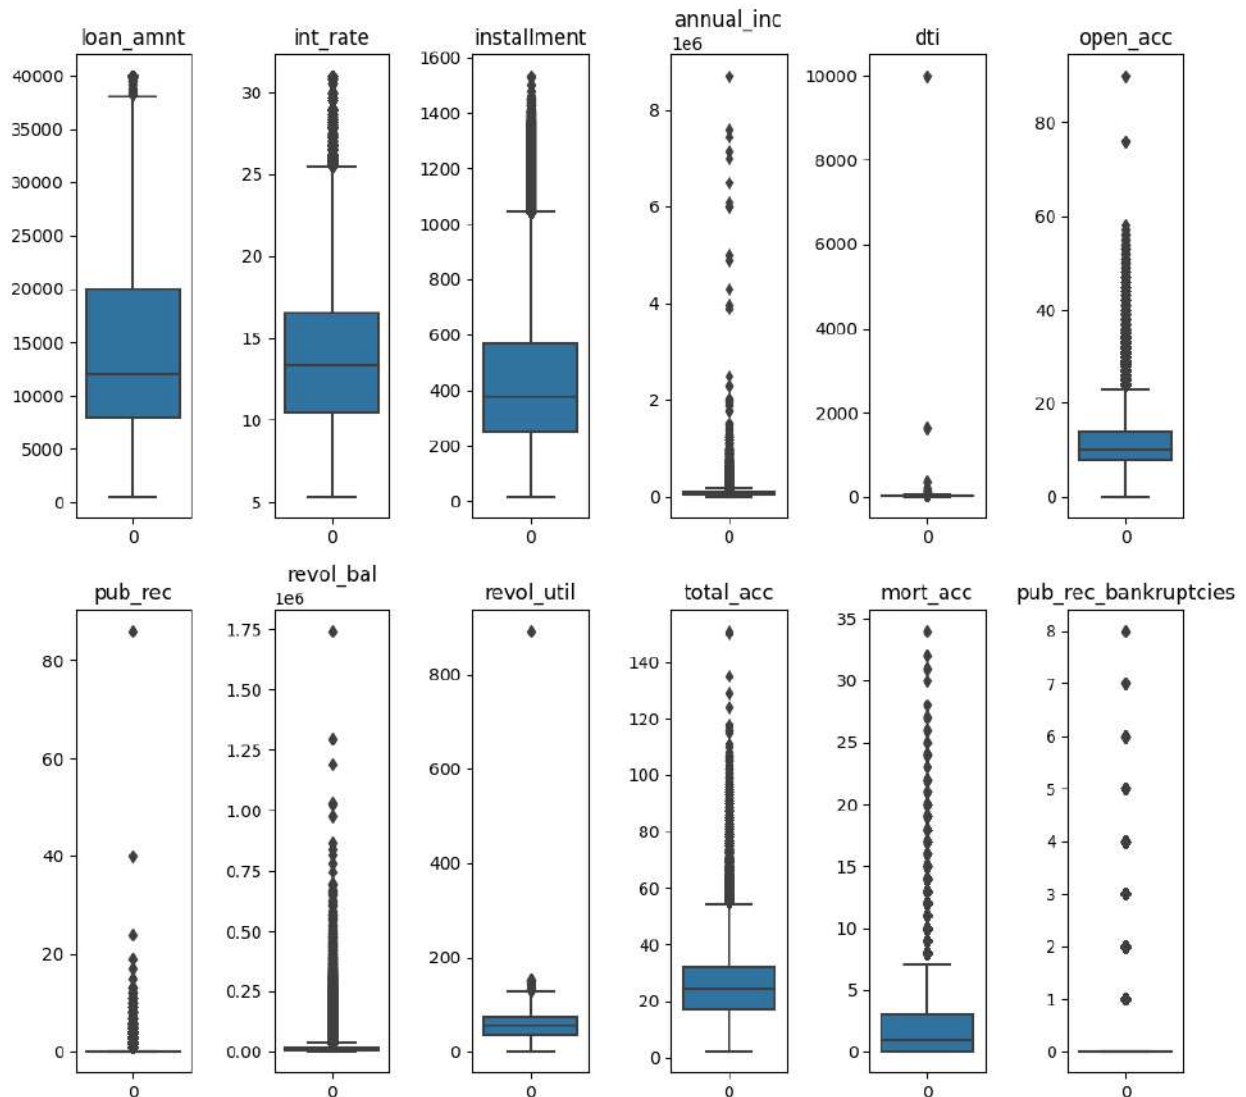 annual_inc
loan_amnt int_rate installment 1e6 dti open_acc
40000 35000 30000 25000 20000 15000 10000 5000 0
0
30 25 20 15 10 5
0
1600 1400 1200 1000 800 600 400 200 0
0
8 6 4 2 0
0
10000 8000 6000 4000 2000 0
0
80 60 40 20 0
0
revol_bal
pub_rec 1e6 revol_util total_acc mort_acc pub_rec_bankruptcies
80 60 40 20 0
0
1.75 1.50 1.25 1.00 0.75 0.50 0.25 0.00
0
800 600 400 200 0
0
140 120 100 80 60 40 20 0
0
35 30 25 20 15 10 5 0
0
8 7 6 5 4 3 2 1 0
0